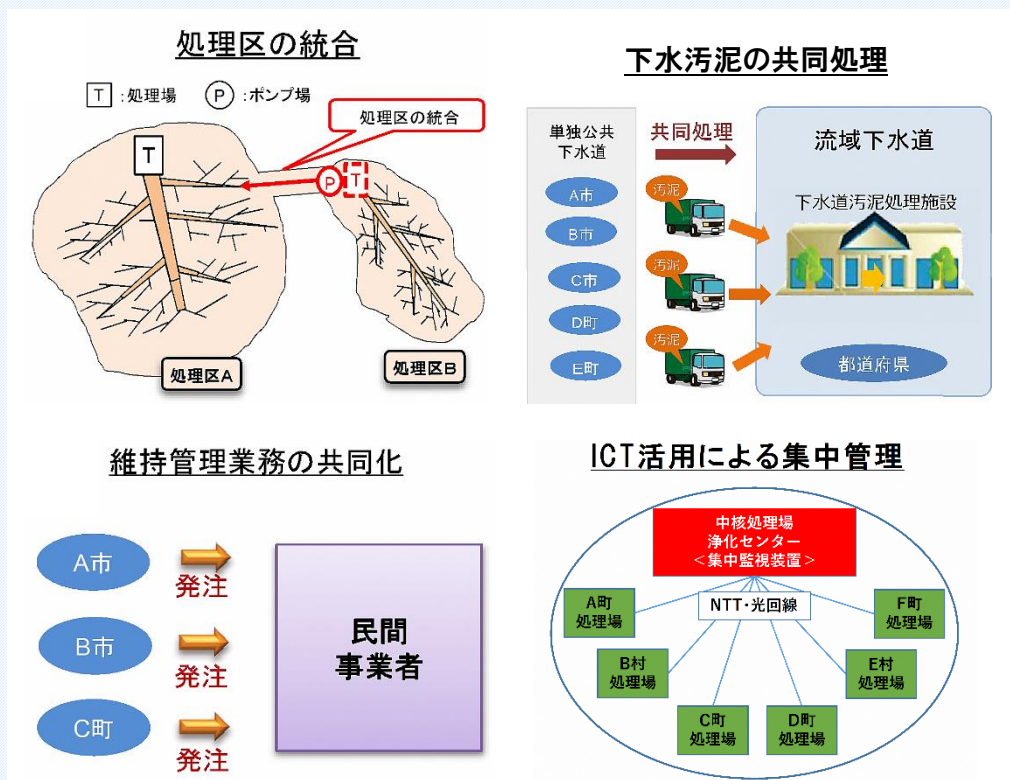 処理区の統合
T :処理場 P :ポンプ場
処理区の統合
T
P T
処理区A
処理区B
下水汚泥の共同処理
単独公共
下水道
共同処理
流域下水道
A市
B市
C市
D町
E町
汚泥
汚泥
汚泥
下水道汚泥処理施設
都道府県
維持管理業務の共同化
A市
発注
B市
発注
C町
発注
民間
事業者
ICT活用による集中管理
中核処理場
浄化センター
<集中監視装置>
NTT・光回線
A町
処理場
B村
処理場
C町
処理場
D町
処理場
E村
処理場
F町
処理場